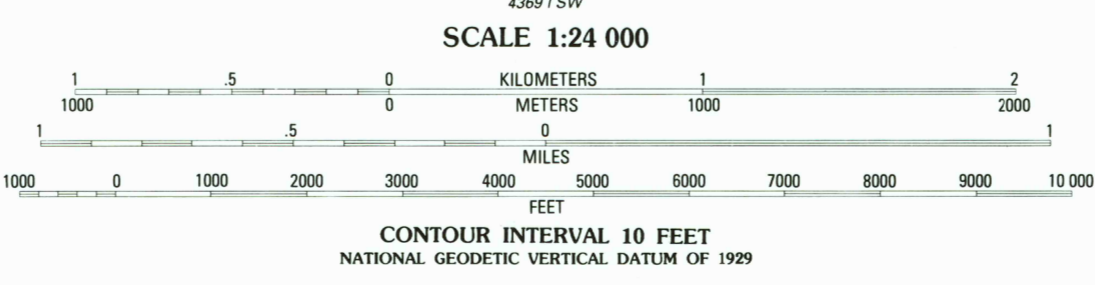 4369 I SW
SCALE 1:24 000
1 .5 0 KILOMETERS 1 2
1000 0 METERS 1000 2000
1 .5 0 1
MILES
1000 0 1000 2000 3000 4000 5000 6000 7000 8000 9000 10 000
FEET
CONTOUR INTERVAL 10 FEET
NATIONAL GEODETIC VERTICAL DATUM OF 1929